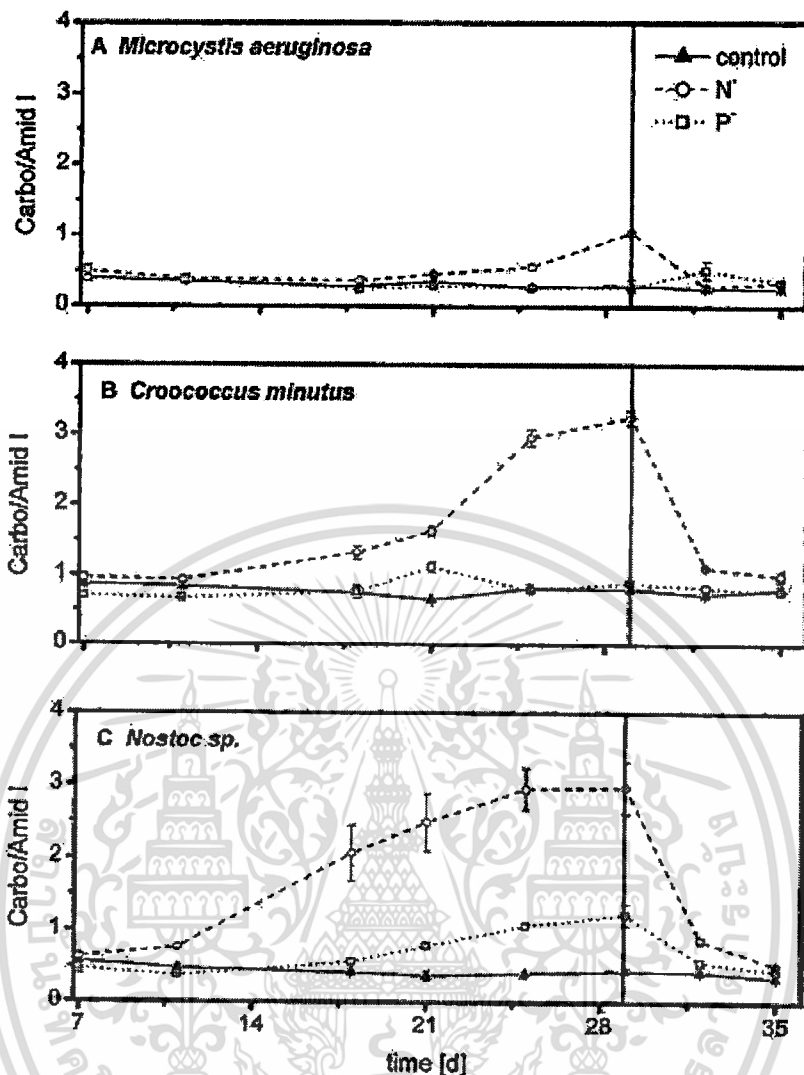 4
A Microcystis aeruginosa
control
N-
P-
3
2
1
0
Carbo/Amid I
4
B Croococcus minutus
3
2
1
0
Carbo/Amid I
4
C Nostoc sp.
3
2
1
0
Carbo/Amid I
7 14 21 28 35
time [d]